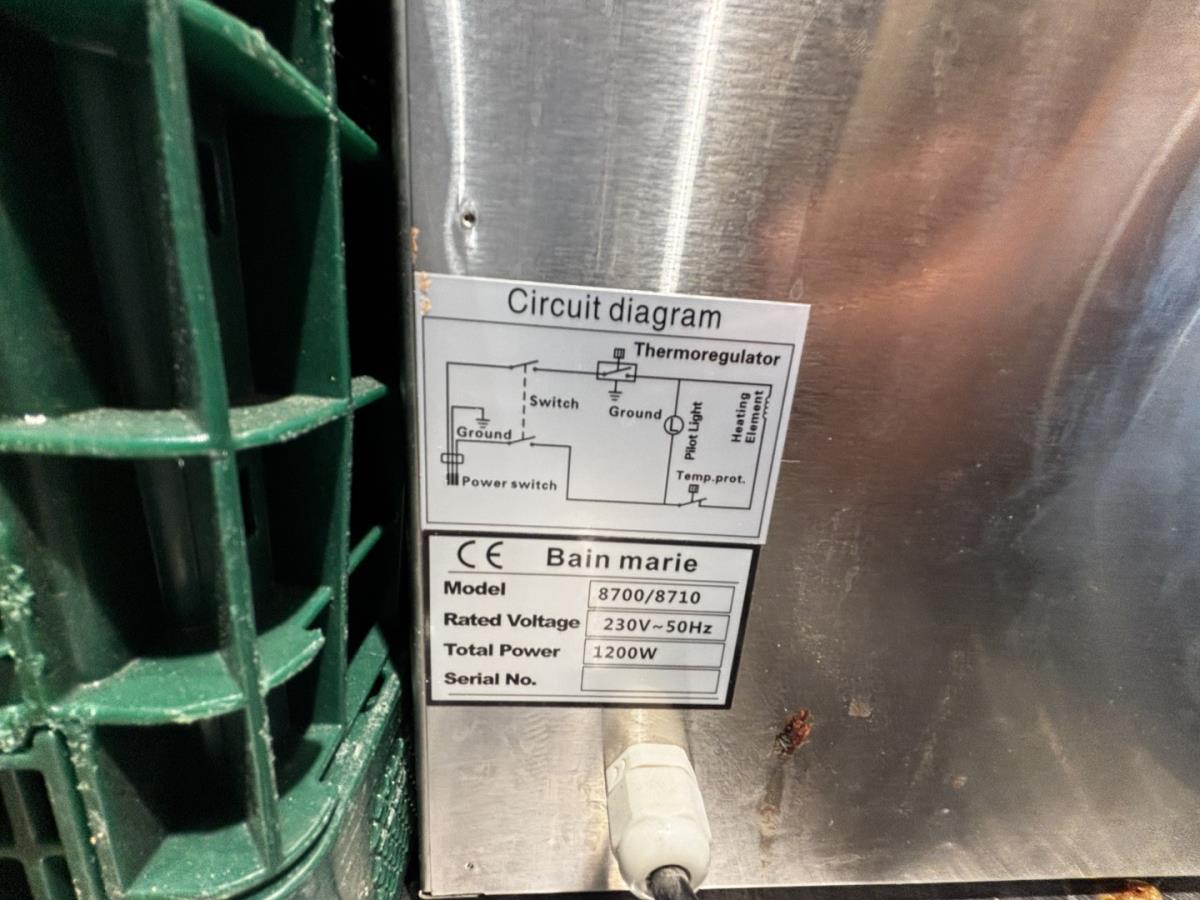 Circuit diagram
Thermoregulator
Switch
Ground
Ground
Pilot Light
Heating
Element
Temp.prot.
Power switch
CE Bain marie
Model 8700/8710
Rated Voltage 230V~50Hz
Total Power 1200W
Serial No.